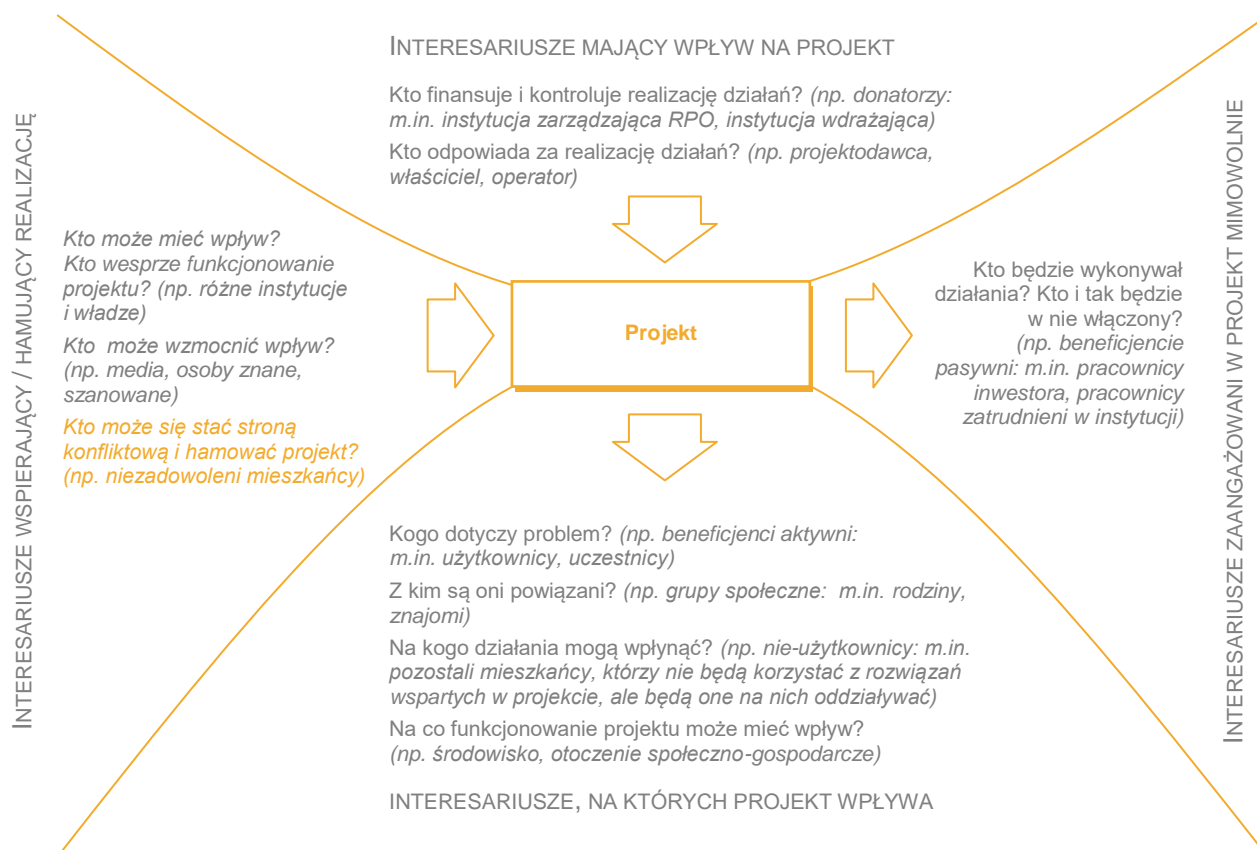 INTERESARIUSZE MAJĄCY WPŁYW NA PROJEKT
Kto finansuje i kontroluje realizację działań? (np. donatorzy:
m.in. instytucja zarządzająca RPO, instytucja wdrażająca)
Kto odpowiada za realizację działań? (np. projektodawca,
właściciel, operator)
INTERESARIUSZE WSPIERAJĄCY / HAMUJĄCY REALIZACJĘ
Kto może mieć wpływ?
Kto wesprze funkcjonowanie
projektu? (np. różne instytucje
i władze)
Kto może wzmocnić wpływ?
(np. media, osoby znane,
szanowane)
Kto może się stać stroną
konfliktową i hamować projekt?
(np. niezadowoleni mieszkańcy)
Projekt
Kto będzie wykonywał
działania? Kto i tak będzie
w nie włączony?
(np. beneficjencie
pasywni: m.in. pracownicy
inwestora, pracownicy
zatrudnieni w instytucji)
INTERESARIUSZE ZAANGAŻOWANI W PROJEKT MIMOWOLNIE
Kogo dotyczy problem? (np. beneficjenci aktywni:
m.in. użytkownicy, uczestnicy)
Z kim są oni powiązani? (np. grupy społeczne: m.in. rodziny,
znajomi)
Na kogo działania mogą wpłynąć? (np. nie-użytkownicy: m.in.
pozostali mieszkańcy, którzy nie będą korzystać z rozwiązań
wspartych w projekcie, ale będą one na nich oddziaływać)
Na co funkcjonowanie projektu może mieć wpływ?
(np. środowisko, otoczenie społeczno-gospodarcze)
INTERESARIUSZE, NA KTÓRYCH PROJEKT WPŁYWA